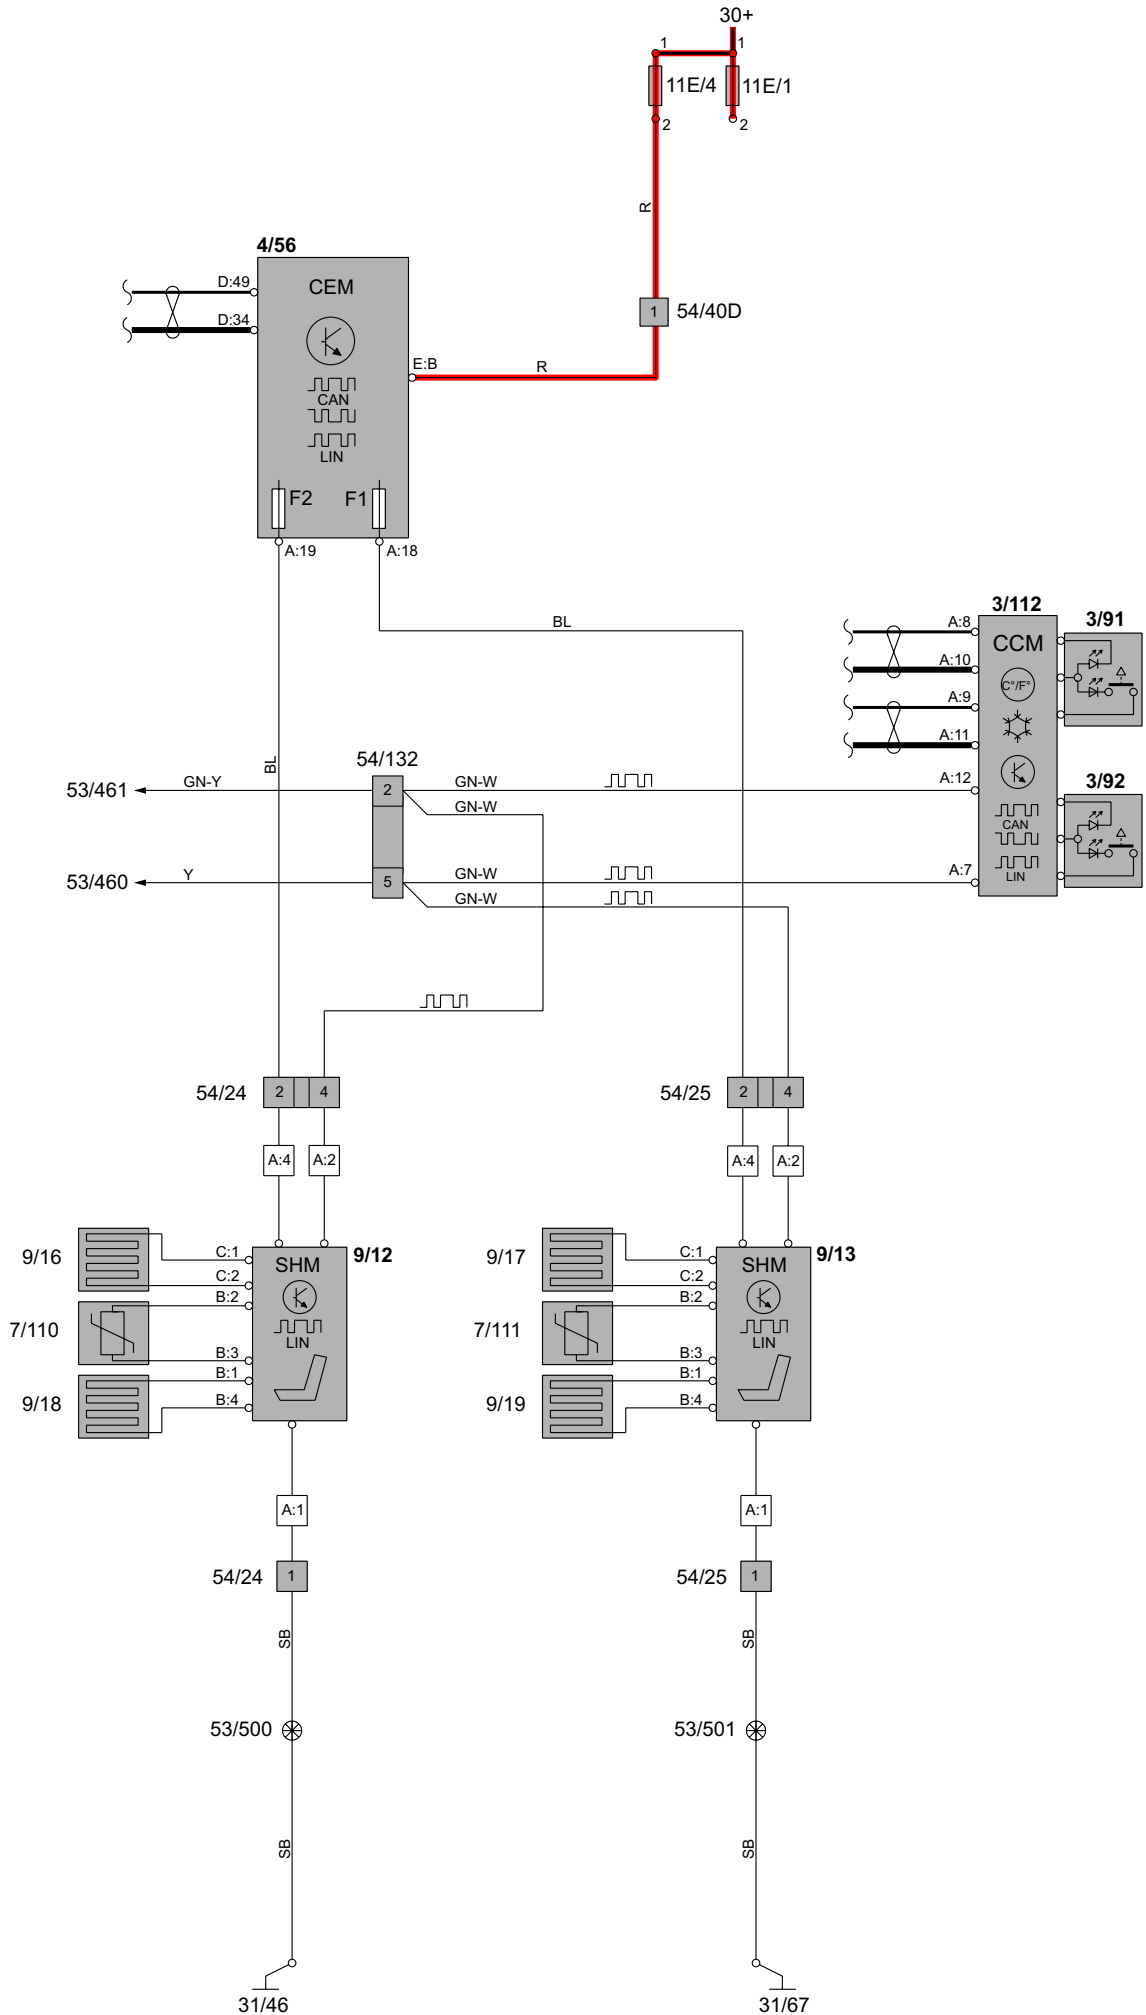 30+
1 1
11E/4 11E/1
2 2
R
4/56
D:49 CEM
D:34
54/40D
1
E:B R
CAN
LIN
F2 F1
A:19 A:18
BL
3/112
A:8 CCM 3/91
A:10
C°/F°
A:9
A:11
BL
54/132
53/461 GN-Y 2 GN-W A:12
3/92
GN-W
CAN
53/460 Y 5 GN-W A:7
LIN
GN-W
54/24 2 4 54/25 2 4
A:4 A:2 A:4 A:2
9/16 C:1 SHM 9/12 9/17 C:1 SHM 9/13
C:2 C:2
B:2 B:2
7/110 LIN 7/111 LIN
B:3 B:3
B:1 B:1
9/18 B:4 9/19 B:4
A:1 A:1
54/24 1 54/25 1
SB SB
53/500 53/501
SB SB
31/46 31/67